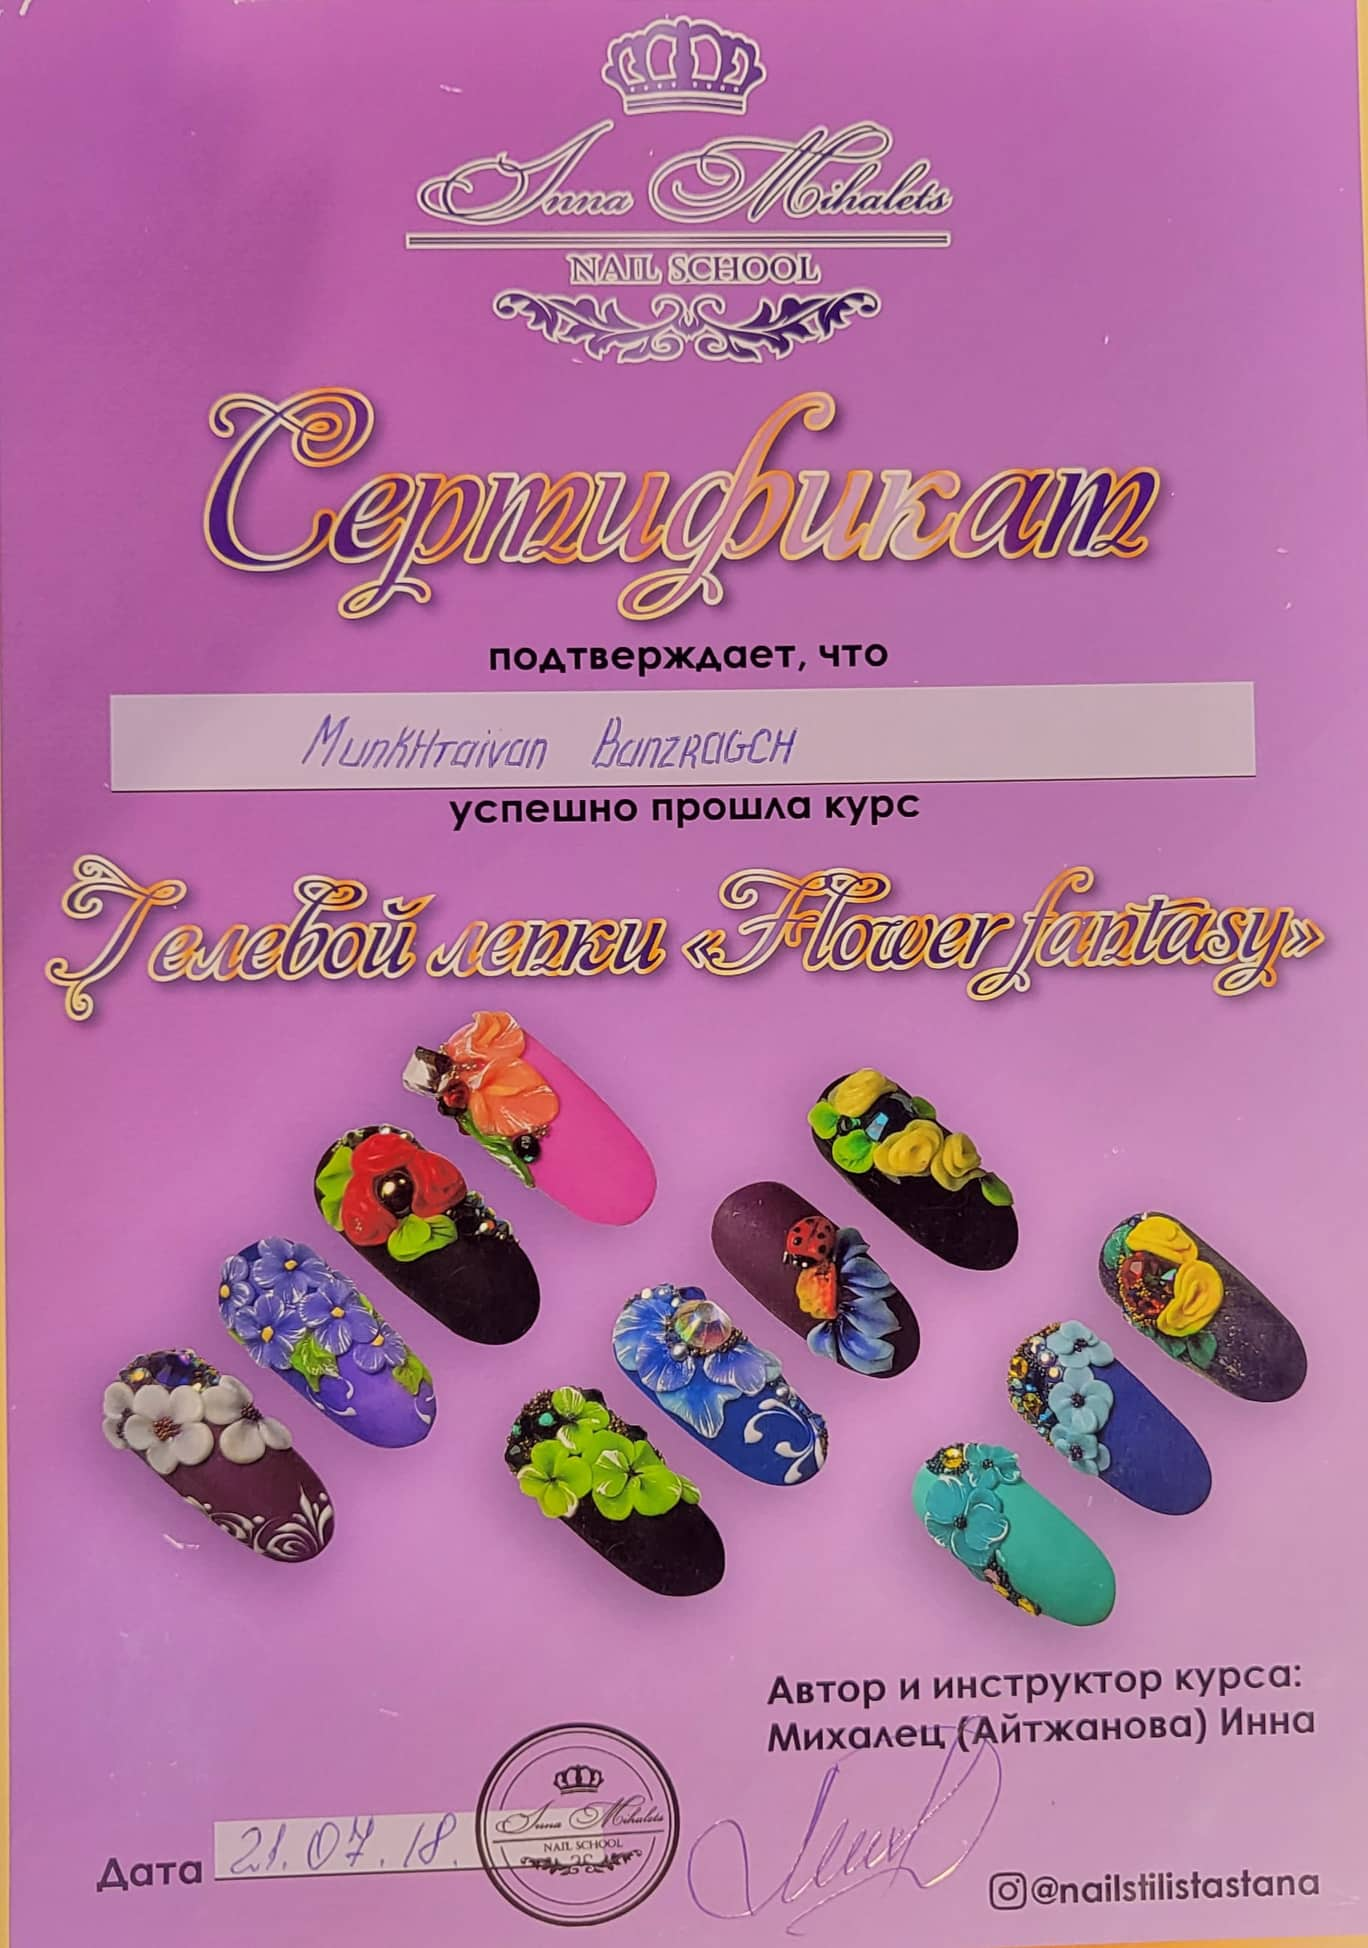 Inna Mihalets
NAIL SCHOOL
Сертификат
подтверждает, что
MunKHTaivan BanZRAGCH
успешно прошла курс
Гелевой лепки «Flower fantasy»
Автор и инструктор курса:
Михалец (Айтжанова) Инна
Inna Mihalets
NAIL SCHOOL
Дата 21.07.18.
@nailstilistastana